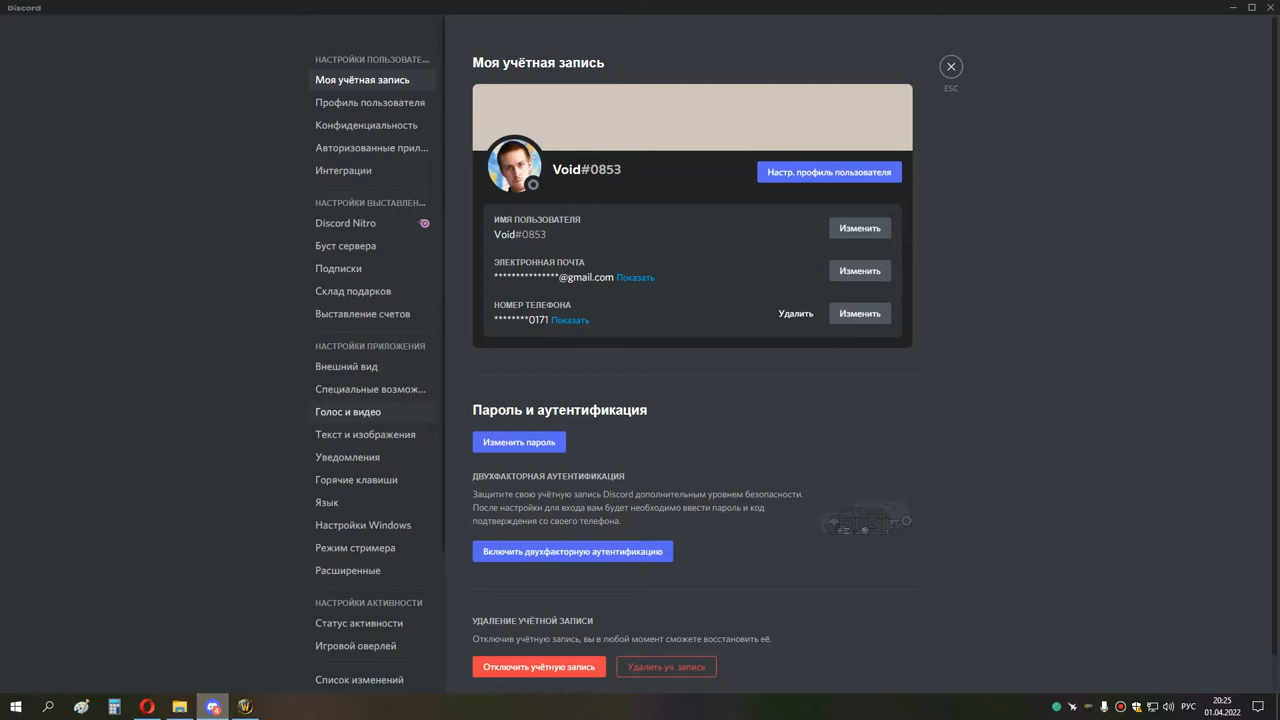 Discord
НАСТРОЙКИ ПОЛЬЗОВАТЕ...
Моя учётная запись
Профиль пользователя
Конфиденциальность
Авторизованные прил...
Интеграции
НАСТРОЙКИ ВЫСТАВЛЕН...
Discord Nitro
Буст сервера
Подписки
Склад подарков
Выставление счетов
НАСТРОЙКИ ПРИЛОЖЕНИЯ
Внешний вид
Специальные возмож...
Голос и видео
Текст и изображения
Уведомления
Горячие клавиши
Язык
Настройки Windows
Режим стримера
Расширенные
НАСТРОЙКИ АКТИВНОСТИ
Статус активности
Игровой оверлей
Список изменений
Моя учётная запись
ESC
Void#0853
Настр. профиль пользователя
ИМЯ ПОЛЬЗОВАТЕЛЯ
Void#0853
Изменить
ЭЛЕКТРОННАЯ ПОЧТА
***************@gmail.com Показать
Изменить
НОМЕР ТЕЛЕФОНА
********0171 Показать
Удалить
Изменить
Пароль и аутентификация
Изменить пароль
ДВУХФАКТОРНАЯ АУТЕНТИФИКАЦИЯ
Защитите свою учётную запись Discord дополнительным уровнем безопасности.
После настройки для входа вам будет необходимо ввести пароль и код
подтверждения со своего телефона.
Включить двухфакторную аутентификацию
УДАЛЕНИЕ УЧЁТНОЙ ЗАПИСИ
Отключив учётную запись, вы в любой момент сможете восстановить её.
Отключить учётную запись
Удалить уч. запись
РУС
20:25
01.04.2022